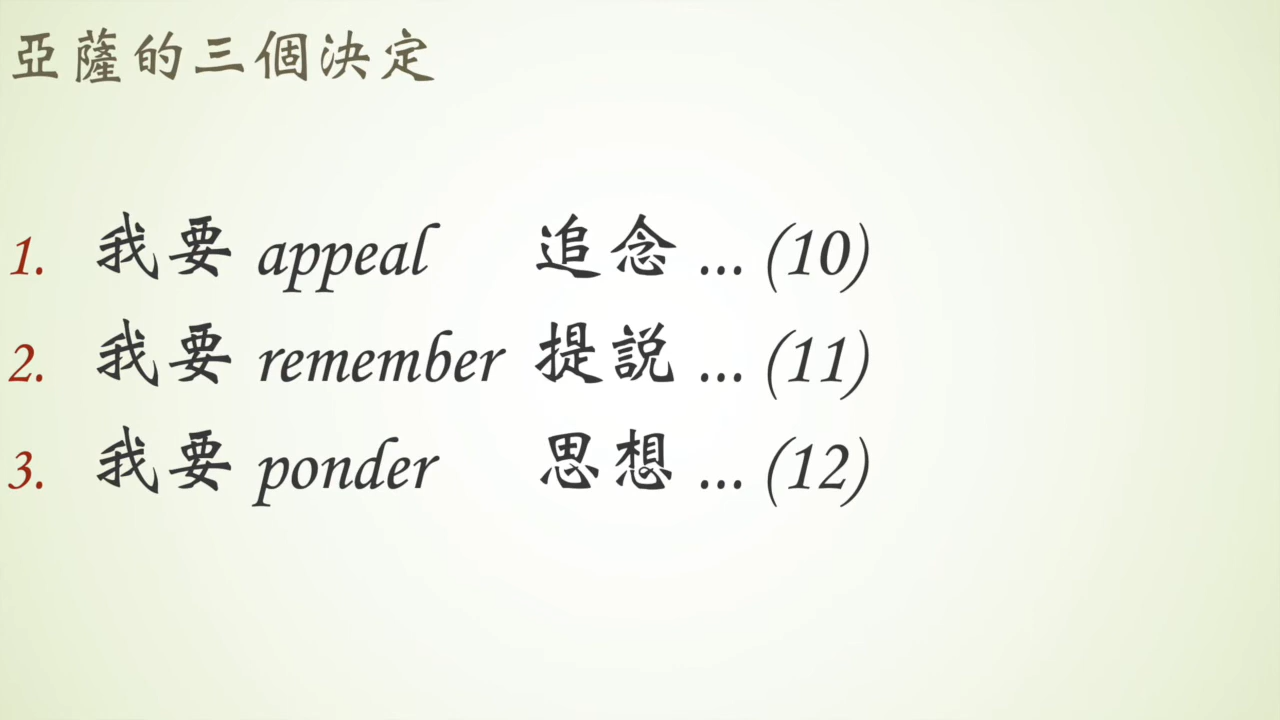 亞薩的三個決定
1. 我要 appeal 追念 ... (10)
2. 我要 remember 提説 ... (11)
3. 我要 ponder 思想 ... (12)